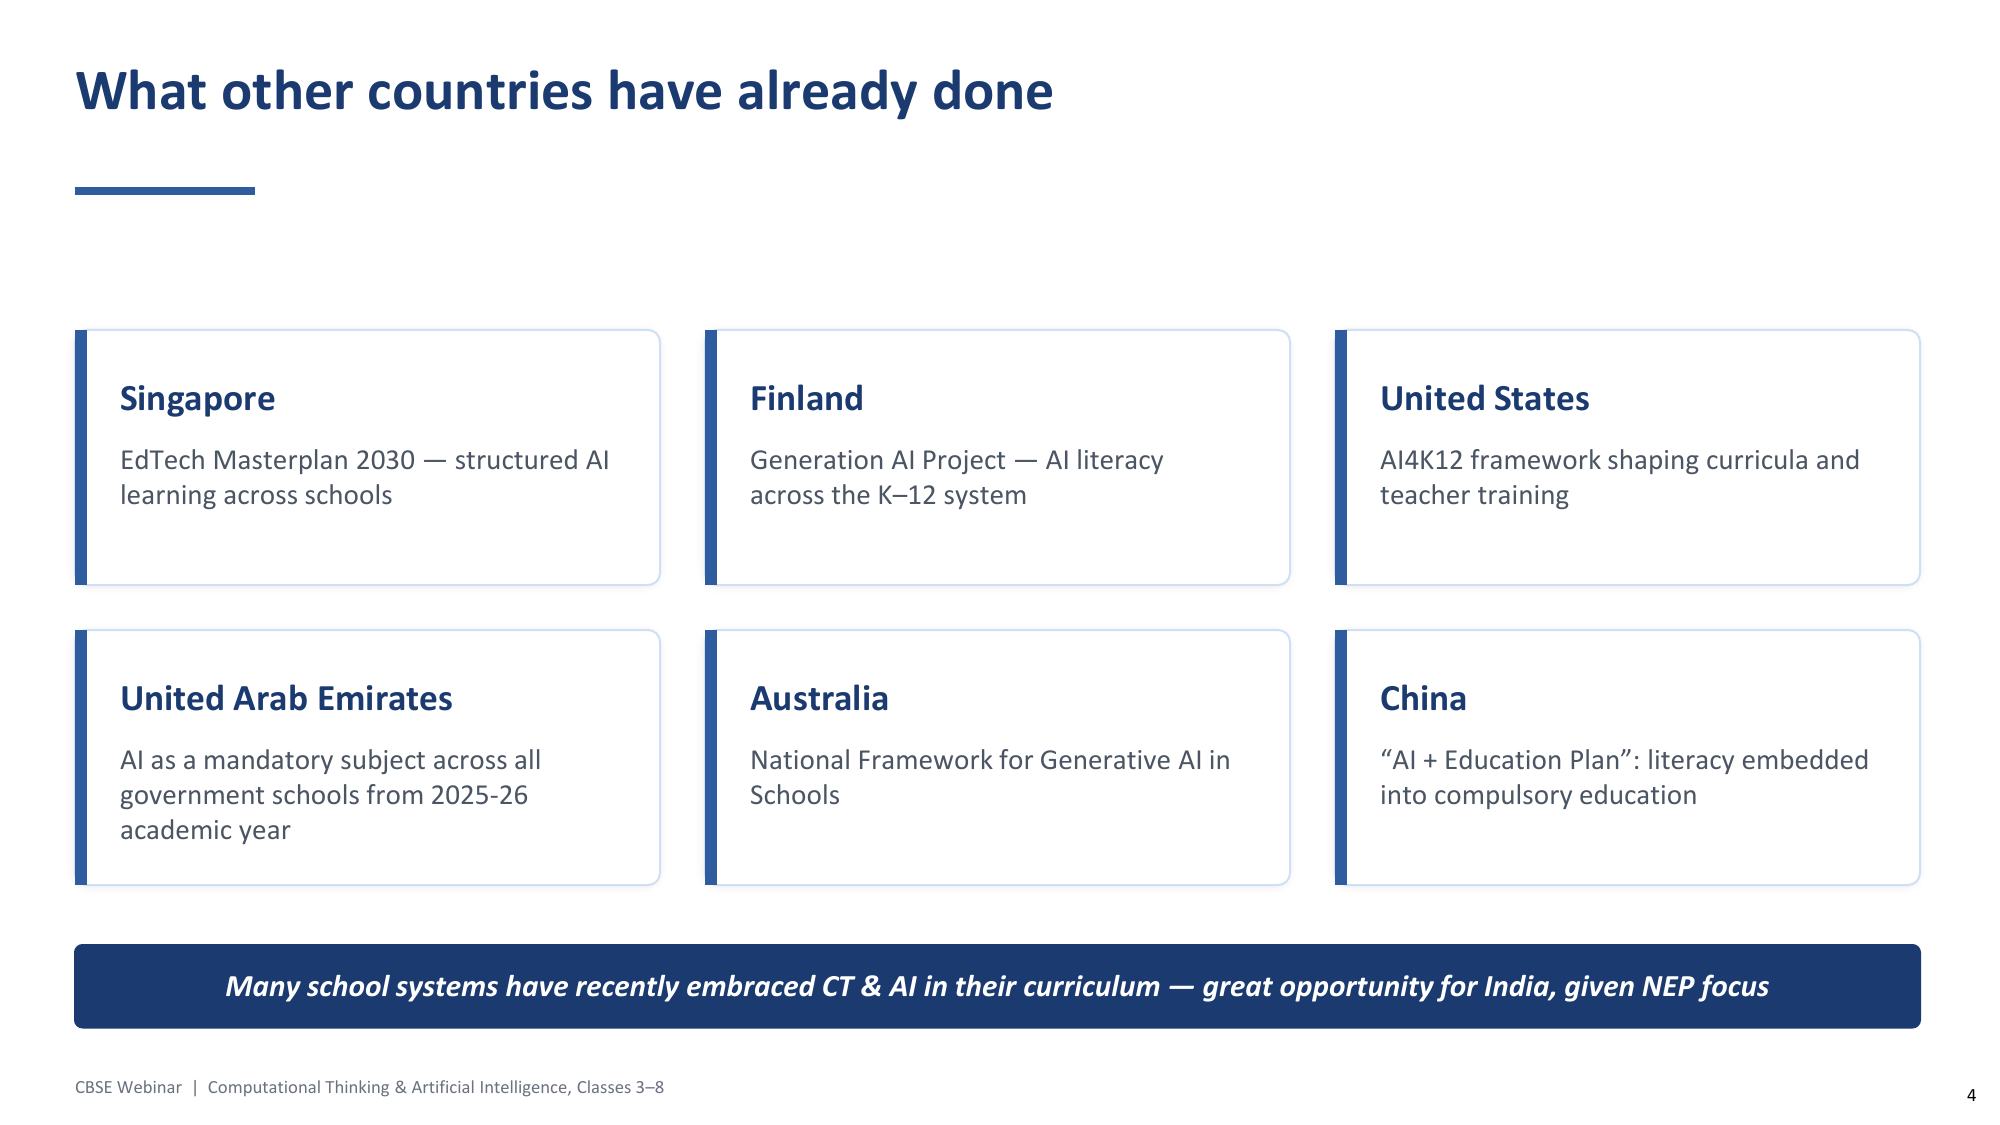 What other countries have already done
Singapore
EdTech Masterplan 2030 — structured AI
learning across schools
Finland
Generation AI Project — AI literacy
across the K–12 system
United States
AI4K12 framework shaping curricula and
teacher training
United Arab Emirates
AI as a mandatory subject across all
government schools from 2025-26
academic year
Australia
National Framework for Generative AI in
Schools
China
“AI + Education Plan”: literacy embedded
into compulsory education
Many school systems have recently embraced CT & AI in their curriculum — great opportunity for India, given NEP focus
CBSE Webinar | Computational Thinking & Artificial Intelligence, Classes 3–8
4